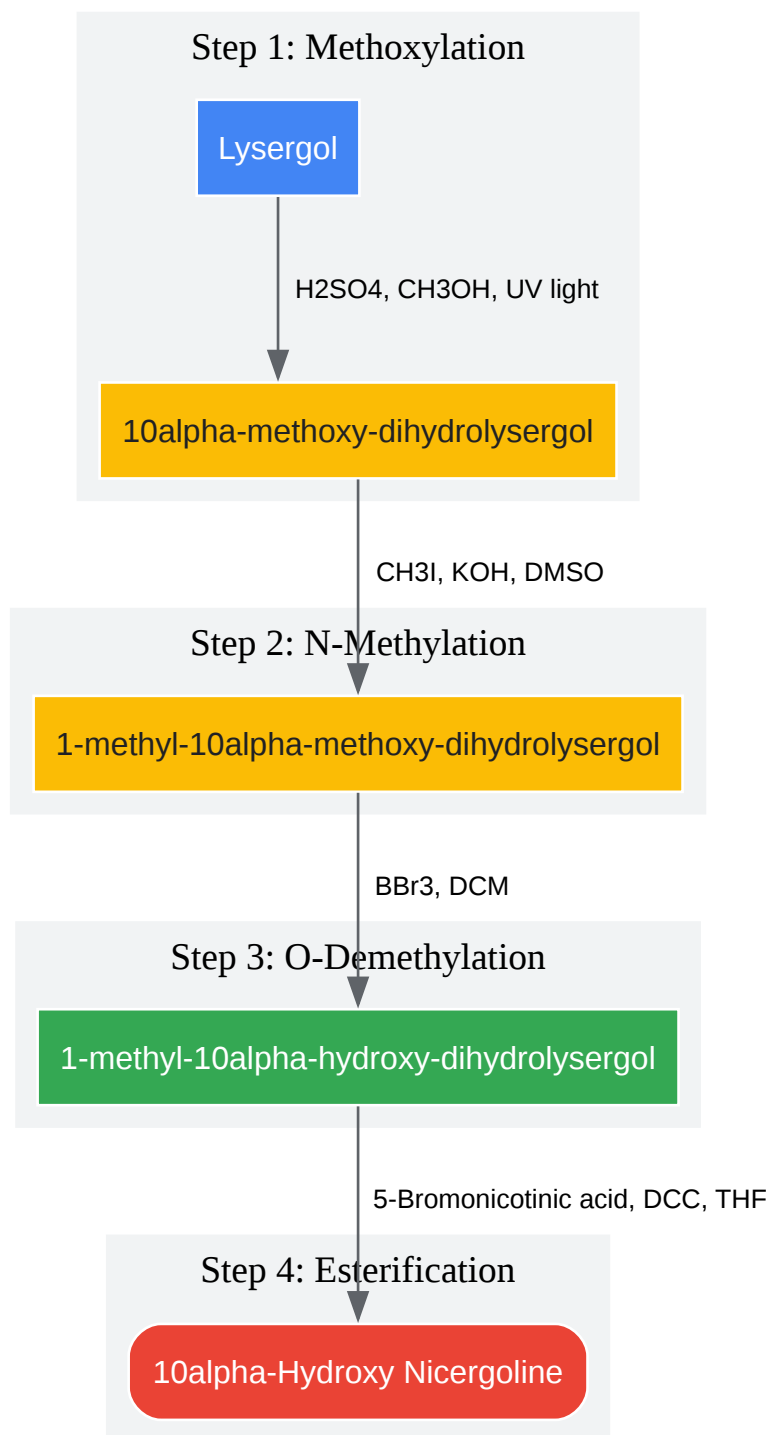 Step 1: Methoxylation
Lysergol
H2SO4, CH3OH, UV light
10alpha-methoxy-dihydrolysergol
CH3I, KOH, DMSO
Step 2: N-Methylation
1-methyl-10alpha-methoxy-dihydrolysergol
BBr3, DCM
Step 3: O-Demethylation
1-methyl-10alpha-hydroxy-dihydrolysergol
5-Bromonicotinic acid, DCC, THF
Step 4: Esterification
10alpha-Hydroxy Nicergoline